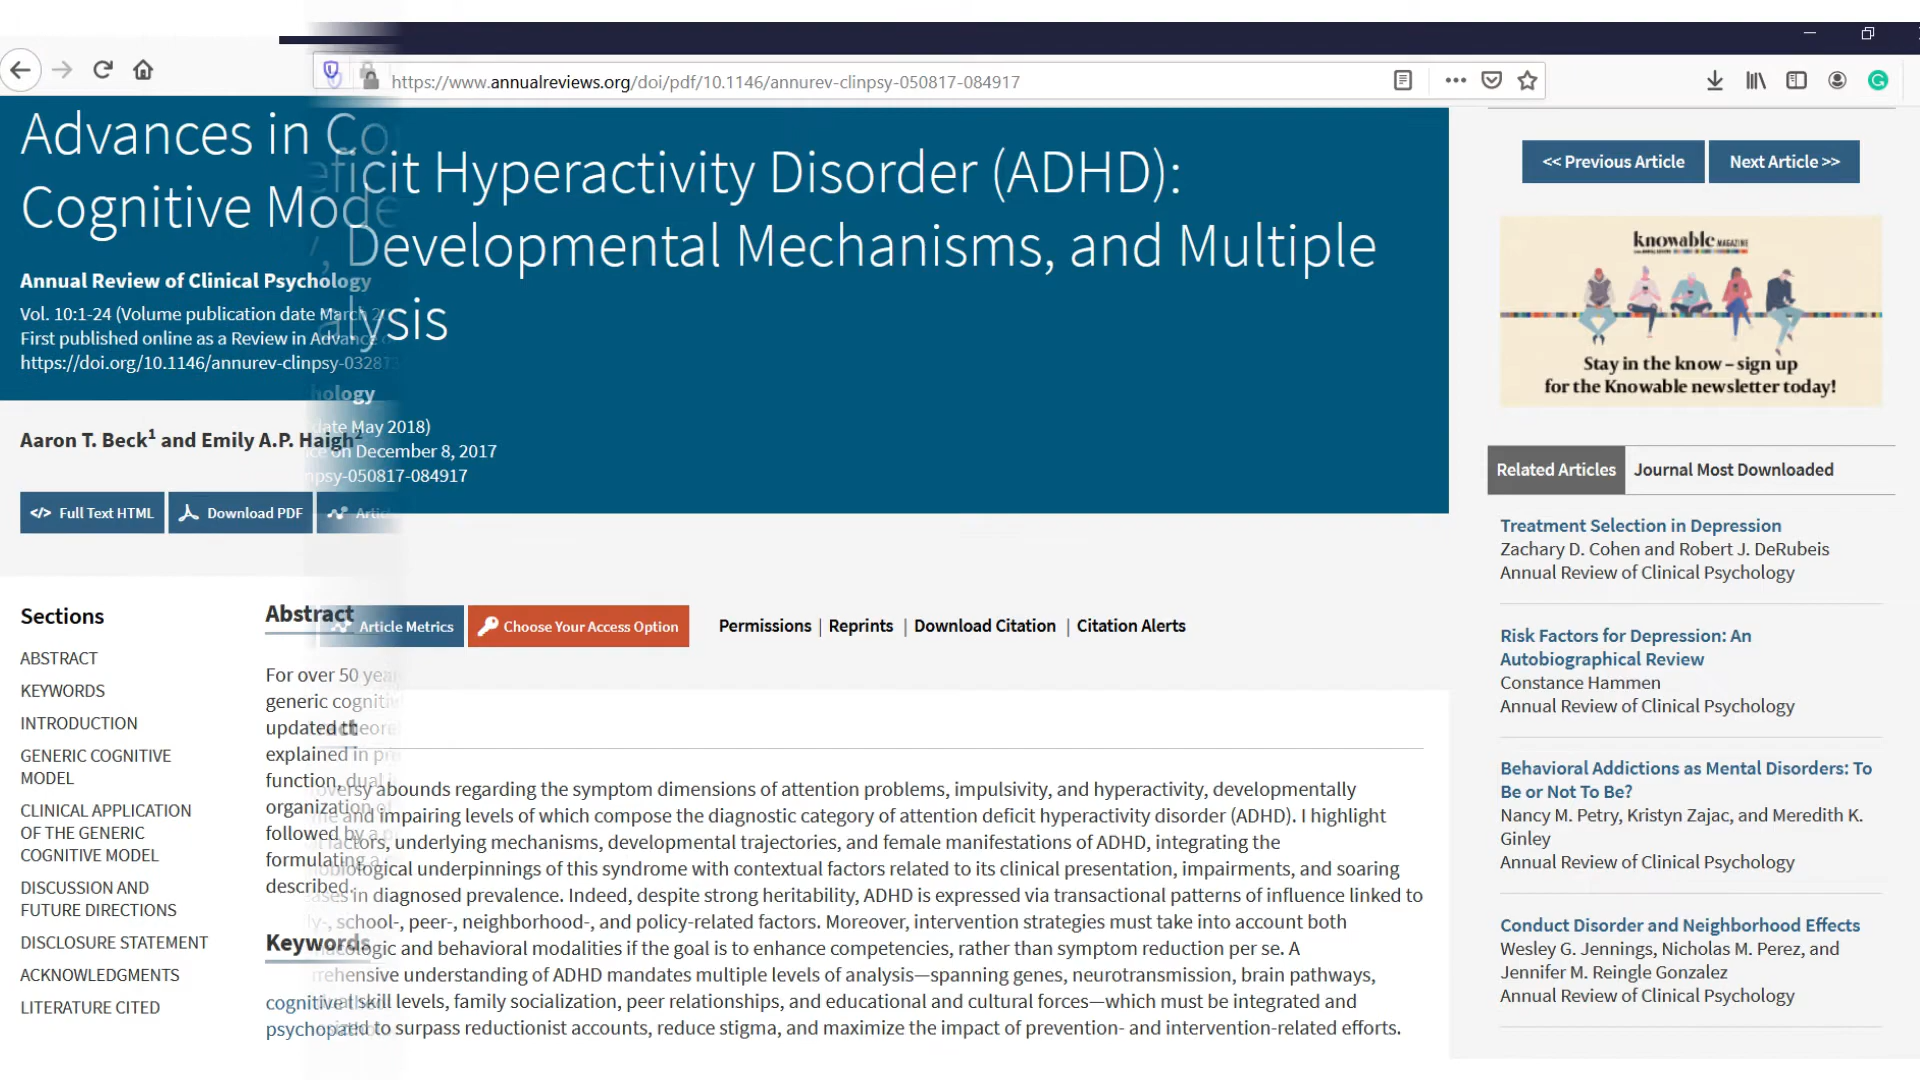 https://www.annualreviews.org/doi/pdf/10.1146/annurev-clinpsy-050817-084917
Advances in Co
Cognitive Mode
Annual Review of Clinical Psychology
Vol. 10:1-24 (Volume publication date March 2
First published online as a Review in Advance
https://doi.org/10.1146/annurev-clinpsy-03287
Aaron T. Beck1 and Emily A.P. Haigh2
Full Text HTML
Download PDF
Artic
Sections
ABSTRACT
KEYWORDS
INTRODUCTION
GENERIC COGNITIVE
MODEL
CLINICAL APPLICATION
OF THE GENERIC
COGNITIVE MODEL
DISCUSSION AND
FUTURE DIRECTIONS
DISCLOSURE STATEMENT
ACKNOWLEDGMENTS
LITERATURE CITED
Abstract
For over 50 year
generic cognitiv
updated theore
explained in pre
function, dual
organization of
followed by a
formulating a
described.
Keywords
cognitive
eficit Hyperactivity Disorder (ADHD):
y, Developmental Mechanisms, and Multiple
alysis
hology
date May 2018)
ce on December 8, 2017
npsy-050817-084917
Article Metrics
Choose Your Access Option
Permissions | Reprints | Download Citation | Citation Alerts
oversy abounds regarding the symptom dimensions of attention problems, impulsivity, and hyperactivity, developmentally
me and impairing levels of which compose the diagnostic category of attention deficit hyperactivity disorder (ADHD). I highlight
factors, underlying mechanisms, developmental trajectories, and female manifestations of ADHD, integrating the
obiological underpinnings of this syndrome with contextual factors related to its clinical presentation, impairments, and soaring
ases in diagnosed prevalence. Indeed, despite strong heritability, ADHD is expressed via transactional patterns of influence linked to
ly-, school-, peer-, neighborhood-, and policy-related factors. Moreover, intervention strategies must take into account both
acologic and behavioral modalities if the goal is to enhance competencies, rather than symptom reduction per se. A
rehensive understanding of ADHD mandates multiple levels of analysis—spanning genes, neurotransmission, brain pathways,
skill levels, family socialization, peer relationships, and educational and cultural forces—which must be integrated and
to surpass reductionist accounts, reduce stigma, and maximize the impact of prevention- and intervention-related efforts.
<< Previous Article
Next Article >>
knowable MAGAZINE
Stay in the know – sign up
for the Knowable newsletter today!
Related Articles
Journal Most Downloaded
Treatment Selection in Depression
Zachary D. Cohen and Robert J. DeRubeis
Annual Review of Clinical Psychology
Risk Factors for Depression: An
Autobiographical Review
Constance Hammen
Annual Review of Clinical Psychology
Behavioral Addictions as Mental Disorders: To
Be or Not To Be?
Nancy M. Petry, Kristyn Zajac, and Meredith K.
Ginley
Annual Review of Clinical Psychology
Conduct Disorder and Neighborhood Effects
Wesley G. Jennings, Nicholas M. Perez, and
Jennifer M. Reingle Gonzalez
Annual Review of Clinical Psychology